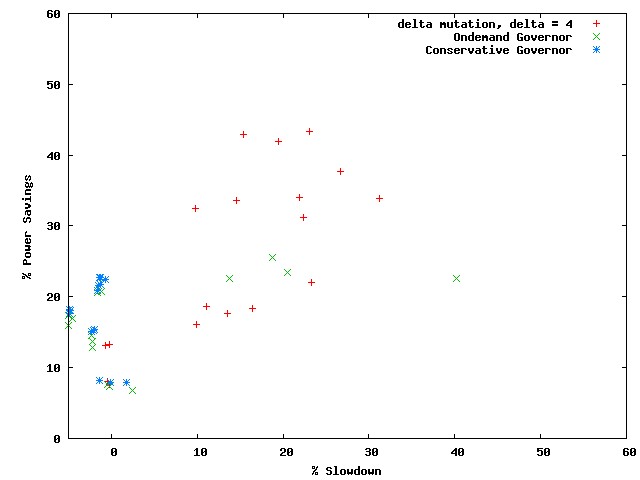 60
50
40
30
20
10
0
% Power Savings
delta mutation, delta = 4
Ondemand Governor
Conservative Governor
0 10 20 30 40 50 60
% Slowdown